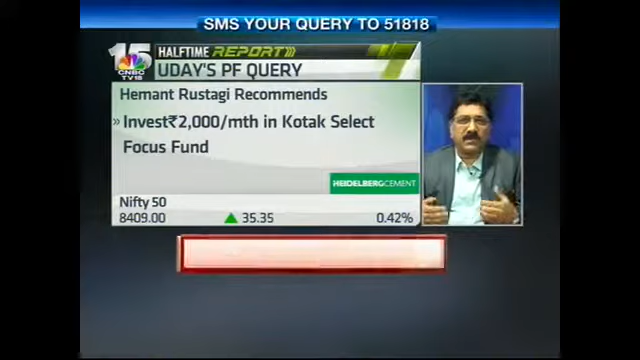 SMS YOUR QUERY TO 51818
15
CNBC
TV18
HALFTIME REPORT
UDAY'S PF QUERY
Hemant Rustagi Recommends
» Invest₹2,000/mth in Kotak Select
Focus Fund
HEIDELBERGCEMENT
Nifty 50
8409.00 ▲ 35.35 0.42%